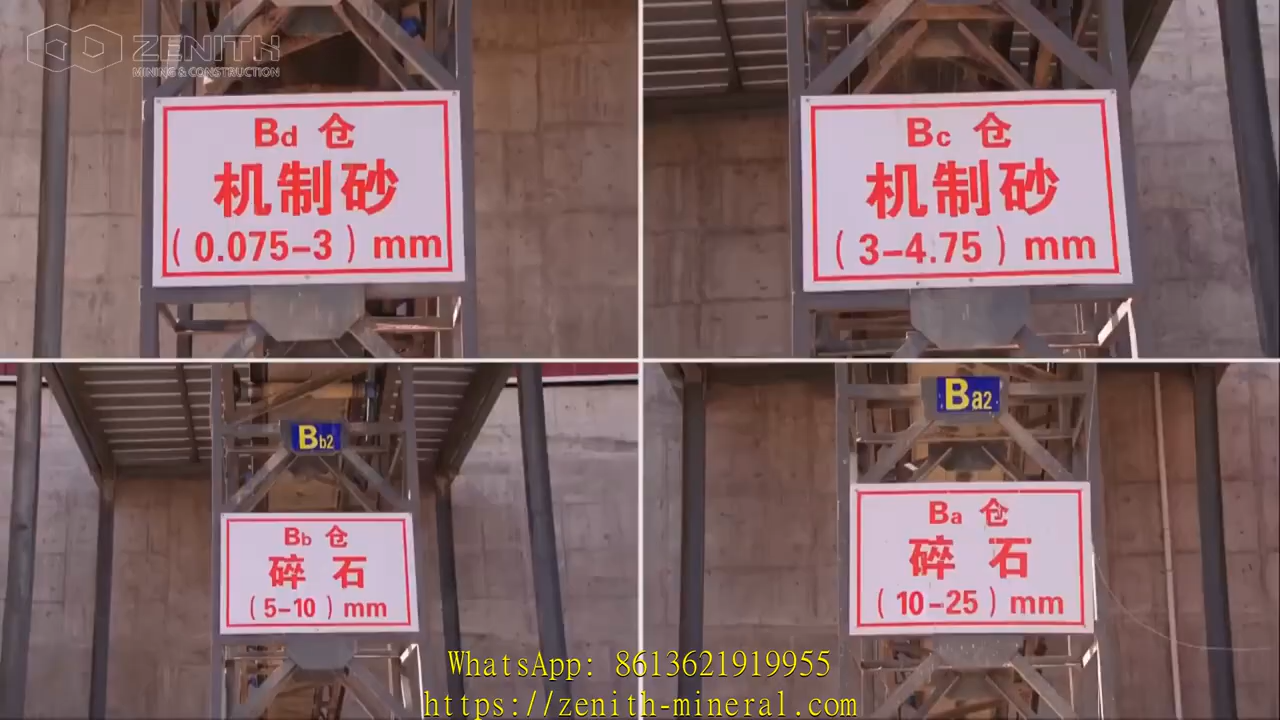 ZENITH
MINING & CONSTRUCTION
Bd 仓
机制砂
(0.075-3) mm
Bc 仓
机制砂
(3-4.75) mm
Bb2
Bb 仓
碎 石
(5-10) mm
Ba2
Ba 仓
碎 石
(10-25) mm
WhatsApp: 8613621919955
https://zenith-mineral.com